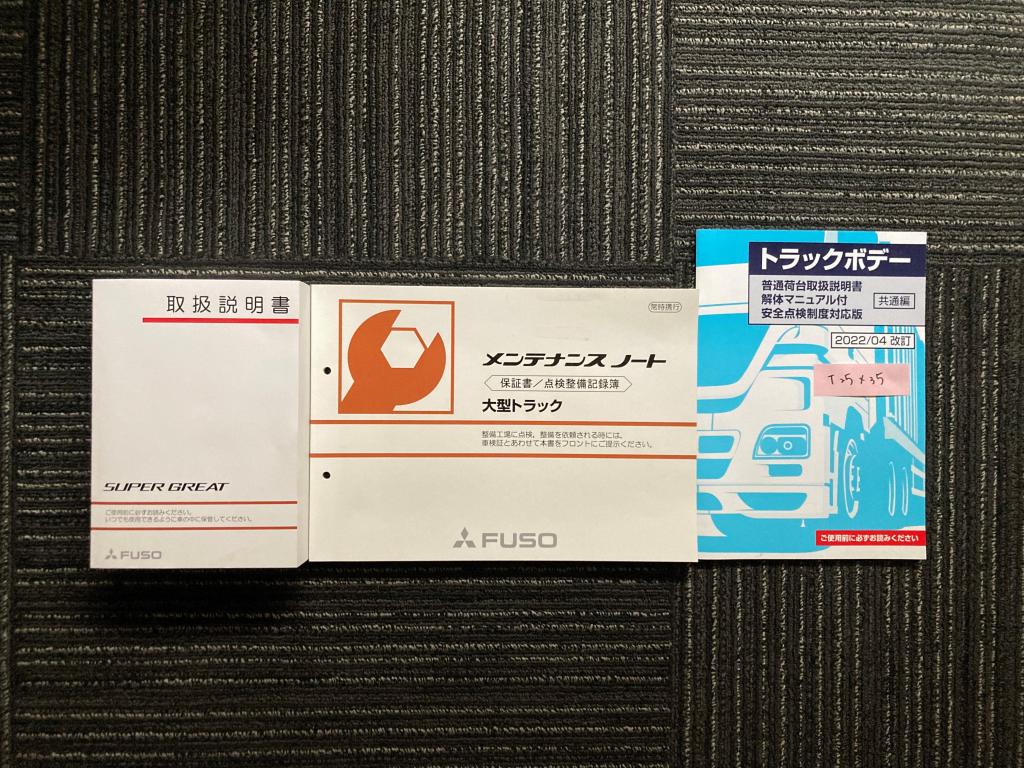 取扱説明書
SUPER GREAT
ご使用前に必ずお読みください。
いつでも使用できるように車の中に保管してください。
FUSO
常時携行
メンテナンス ノート
保証書／点検整備記録簿
大型トラック
整備工場に点検、整備を依頼される時には、
車検証とあわせて本書をフロントにご提示ください。
FUSO
トラックボデー
普通荷台取扱説明書
解体マニュアル付
安全点検制度対応版
共通編
2022/04 改訂
ご使用前に必ずお読みください